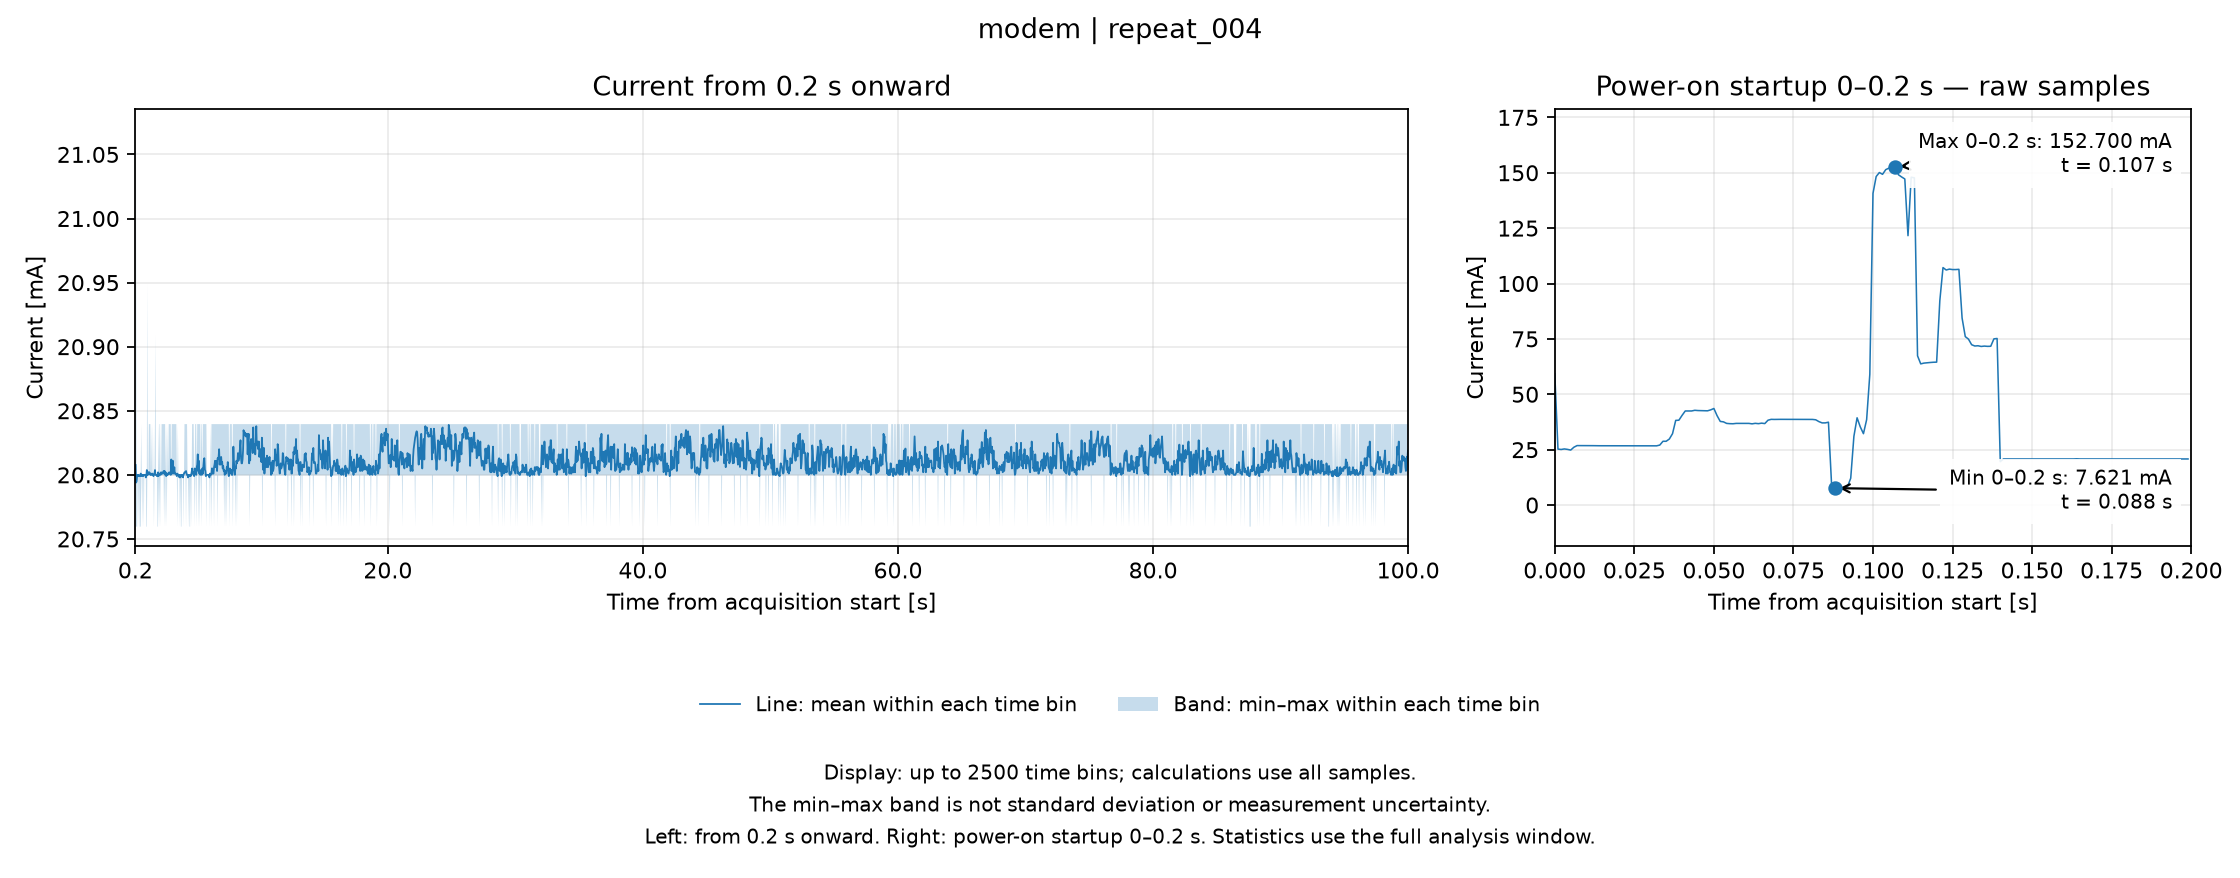 modem | repeat_004
Current from 0.2 s onward
Current [mA]
21.05
21.00
20.95
20.90
20.85
20.80
20.75
0.2
20.0
40.0
60.0
80.0
100.0
Time from acquisition start [s]
Power-on startup 0–0.2 s — raw samples
Current [mA]
175
150
125
100
75
50
25
0
Max 0–0.2 s: 152.700 mA
t = 0.107 s
Min 0–0.2 s: 7.621 mA
t = 0.088 s
0.000
0.025
0.050
0.075
0.100
0.125
0.150
0.175
0.200
Time from acquisition start [s]
Line: mean within each time bin
Band: min–max within each time bin
Display: up to 2500 time bins; calculations use all samples.
The min–max band is not standard deviation or measurement uncertainty.
Left: from 0.2 s onward. Right: power-on startup 0–0.2 s. Statistics use the full analysis window.